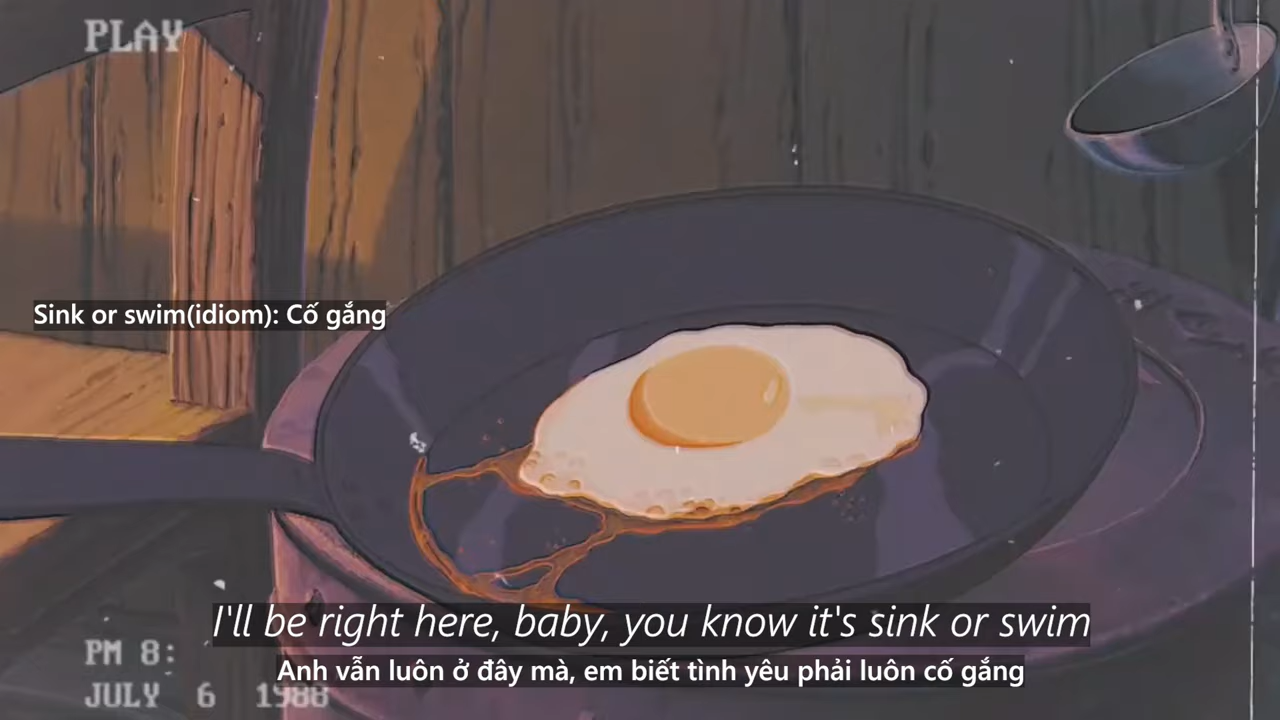 PLAY
Sink or swim(idiom): Cố gắng
I'll be right here, baby, you know it's sink or swim
Anh vẫn luôn ở đây mà, em biết tình yêu phải luôn cố gắng
PM 8:
JULY 6 1988